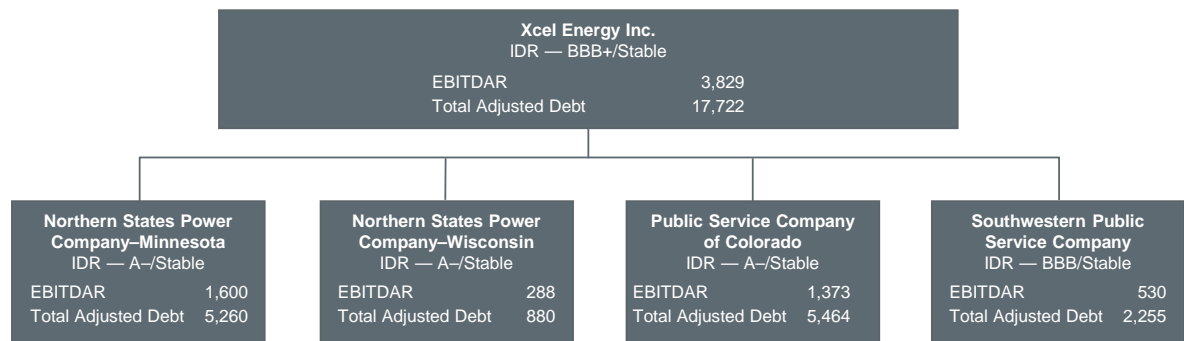 Xcel Energy Inc.
IDR — BBB+/Stable
EBITDAR 3,829
Total Adjusted Debt 17,722
Northern States Power
Company–Minnesota
IDR — A–/Stable
EBITDAR 1,600
Total Adjusted Debt 5,260
Northern States Power
Company–Wisconsin
IDR — A–/Stable
EBITDAR 288
Total Adjusted Debt 880
Public Service Company
of Colorado
IDR — A–/Stable
EBITDAR 1,373
Total Adjusted Debt 5,464
Southwestern Public
Service Company
IDR — BBB/Stable
EBITDAR 530
Total Adjusted Debt 2,255